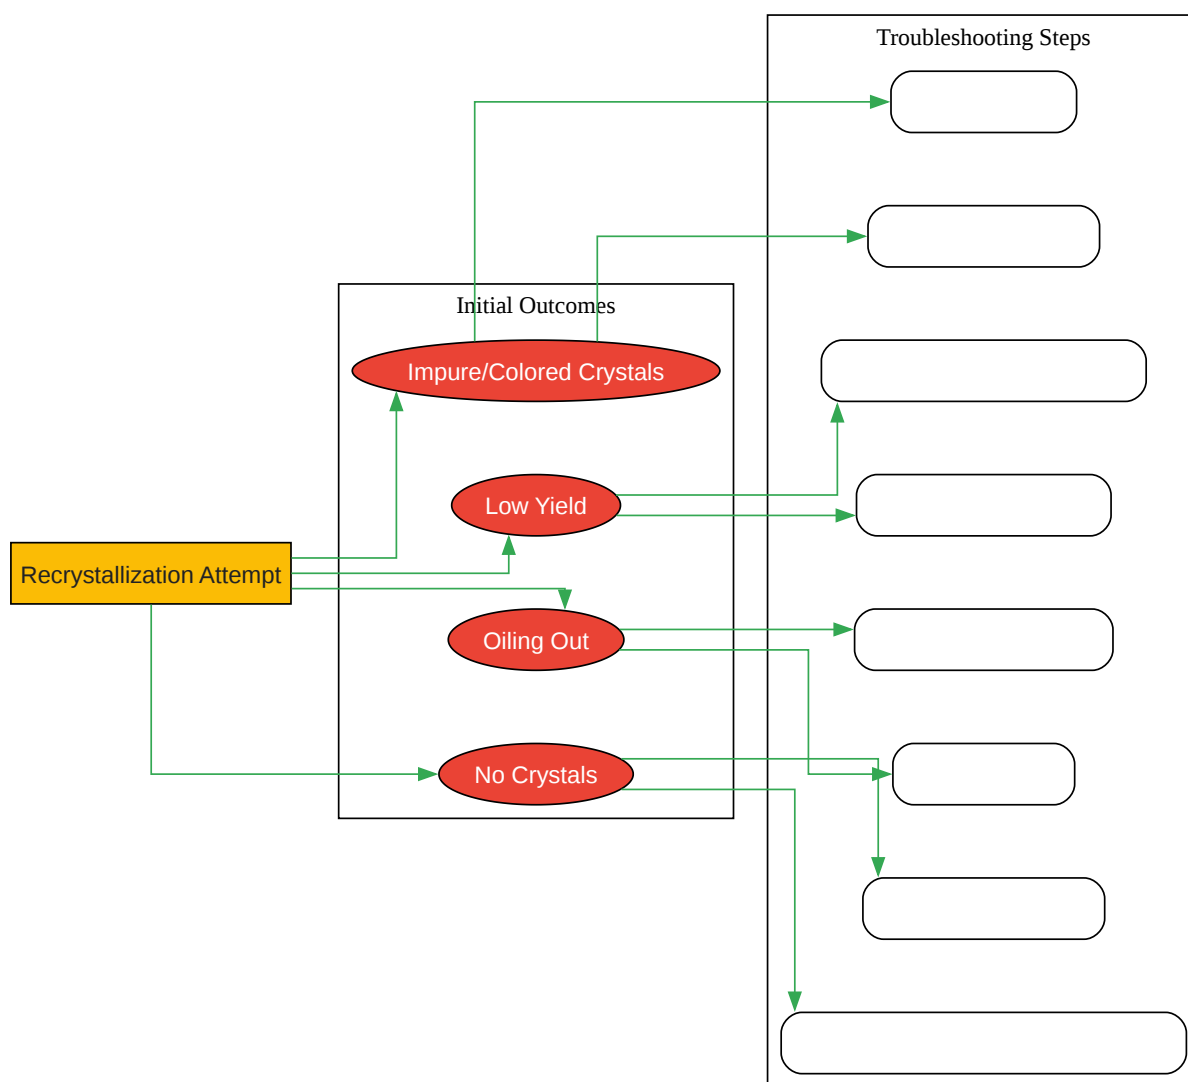 Troubleshooting Steps
Initial Outcomes
Impure/Colored Crystals
Low Yield
Recrystallization Attempt
Oiling Out
No Crystals